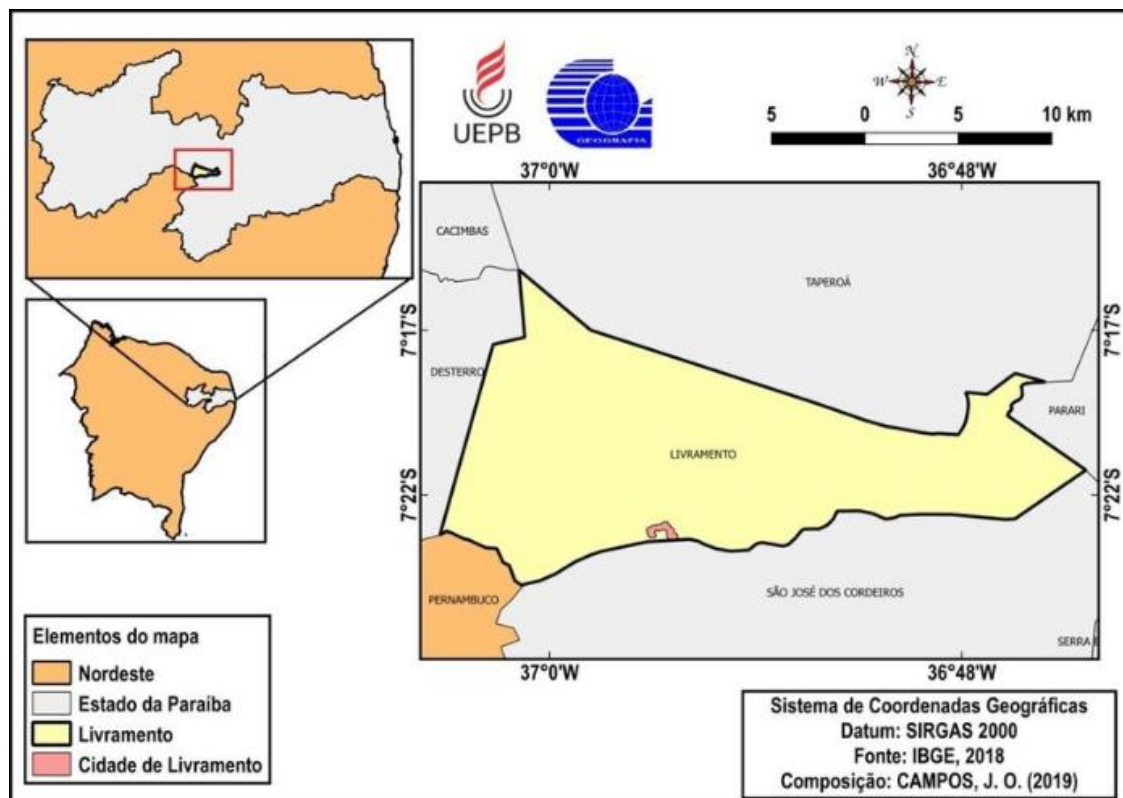 UEPB
GEOGRAFIA
N
W E
S
5 0 5 10 km
37°0'W 36°48'W
CACIMBAS
TAPEROÁ
7°17'S 7°17'S
DESTERRO
PARARI
LIVRAMENTO
7°22'S 7°22'S
PERNAMBUCO
SÃO JOSÉ DOS CORDEIROS
SERRA
37°0'W 36°48'W
Elementos do mapa
Nordeste
Estado da Paraíba
Livramento
Cidade de Livramento
Sistema de Coordenadas Geográficas
Datum: SIRGAS 2000
Fonte: IBGE, 2018
Composição: CAMPOS, J. O. (2019)